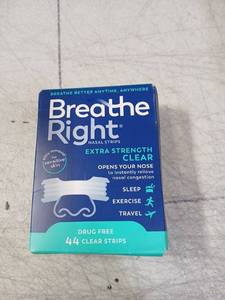 BREATHE BETTER ANYTIME, ANYWHERE
Breathe
Right®
NASAL STRIPS
EXTRA STRENGTH
CLEAR
for sensitive
skin
OPENS YOUR NOSE
to instantly relieve
nasal congestion
SLEEP
EXERCISE
TRAVEL
DRUG FREE
44 CLEAR STRIPS